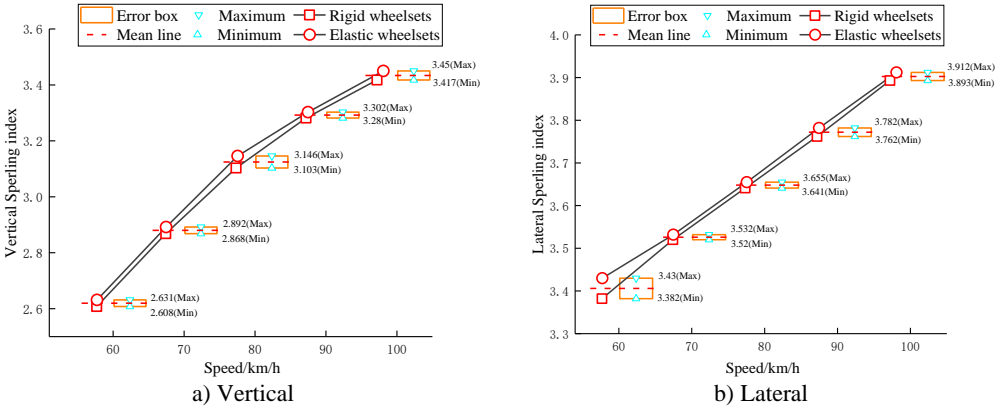 Error box Maximum Rigid wheelsets
Mean line Minimum Elastic wheelsets
3.6
3.4
3.2
3.0
2.8
2.6
Vertical Sperling index
3.45(Max)
3.417(Min)
3.302(Max)
3.28(Min)
3.146(Max)
3.103(Min)
2.892(Max)
2.868(Min)
2.631(Max)
2.608(Min)
60 70 80 90 100
Speed/km/h
a) Vertical
Error box Maximum Rigid wheelsets
Mean line Minimum Elastic wheelsets
4.0
3.9
3.8
3.7
3.6
3.5
3.4
3.3
Lateral Sperling index
3.912(Max)
3.893(Min)
3.782(Max)
3.762(Min)
3.655(Max)
3.641(Min)
3.532(Max)
3.52(Min)
3.43(Max)
3.382(Min)
60 70 80 90 100
Speed/km/h
b) Lateral